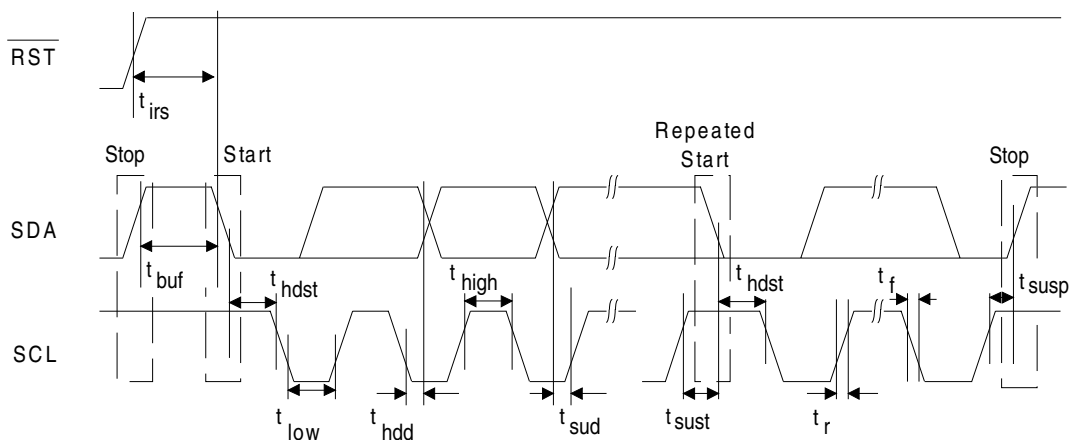 RST
t irs
Repeated
Stop Start Start Stop
SDA
t buf t hdst t high t hdst t f t susp
SCL
t low t hdd t sud t sust t r